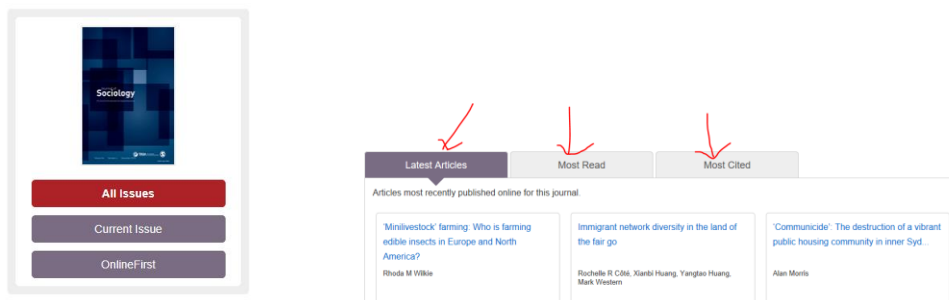 Sociology
All Issues
Current Issue
OnlineFirst
Latest Articles
Most Read
Most Cited
Articles most recently published online for this journal.
'Minilivestock' farming: Who is farming
edible insects in Europe and North
America?
Rhoda M Wilkie
Immigrant network diversity in the land of
the fair go
Rochelle R Côté, Xianbi Huang, Yangtao Huang,
Mark Western
'Communicide': The destruction of a vibrant
public housing community in inner Syd...
Alan Morris